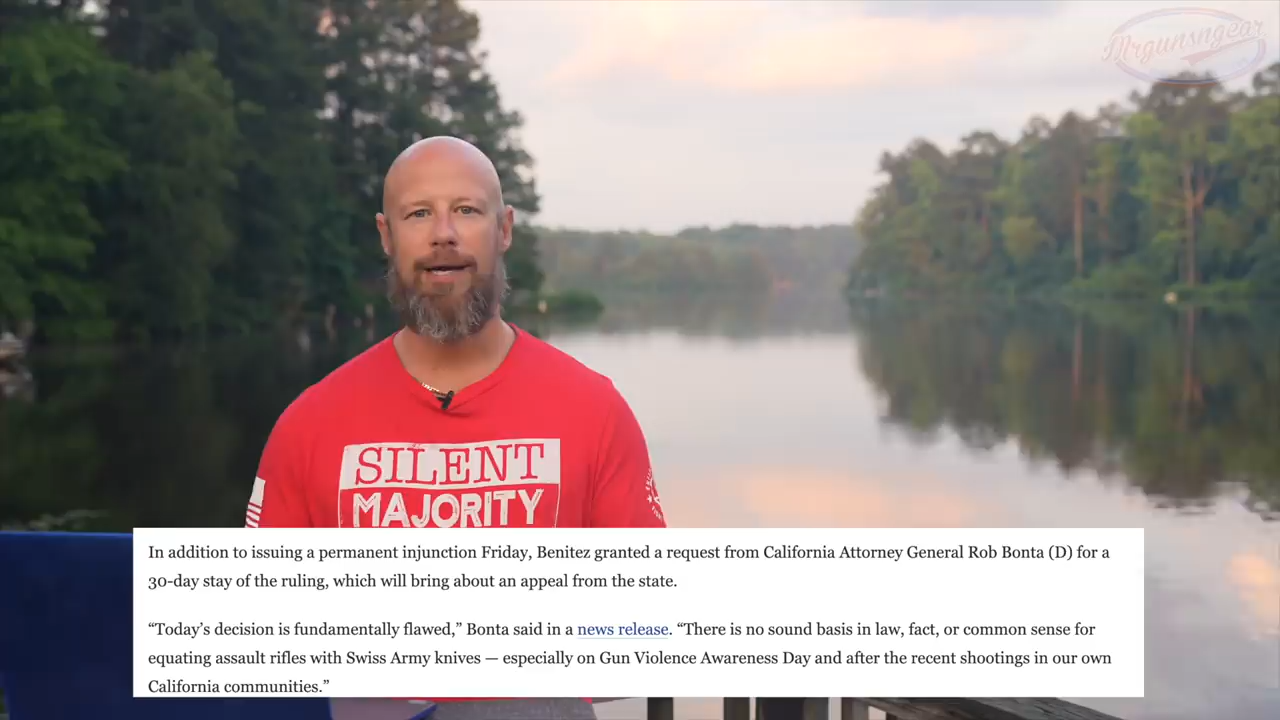 Mrgunsngear
SILENT
MAJORITY
In addition to issuing a permanent injunction Friday, Benitez granted a request from California Attorney General Rob Bonta (D) for a
30-day stay of the ruling, which will bring about an appeal from the state.
“Today’s decision is fundamentally flawed,” Bonta said in a news release. “There is no sound basis in law, fact, or common sense for
equating assault rifles with Swiss Army knives — especially on Gun Violence Awareness Day and after the recent shootings in our own
California communities.”